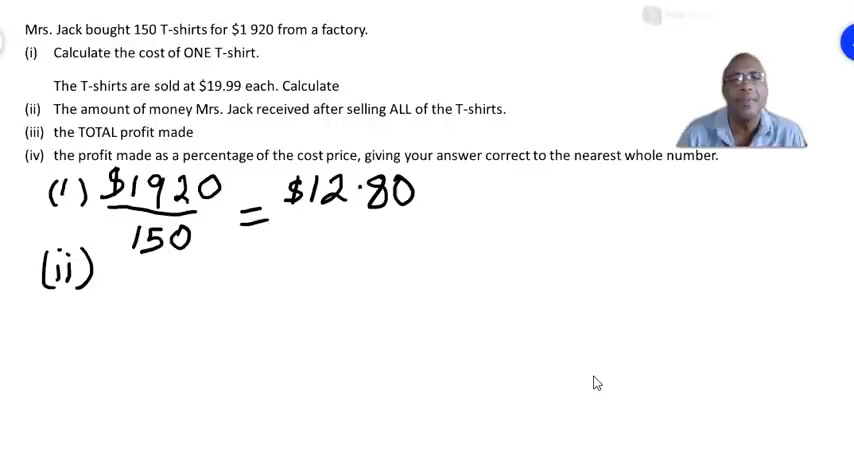 Mrs. Jack bought 150 T-shirts for $1 920 from a factory.
(i) Calculate the cost of ONE T-shirt.
The T-shirts are sold at $19.99 each. Calculate
(ii) The amount of money Mrs. Jack received after selling ALL of the T-shirts.
(iii) the TOTAL profit made
(iv) the profit made as a percentage of the cost price, giving your answer correct to the nearest whole number.
(i) $1920 = $12.80
150
(ii)